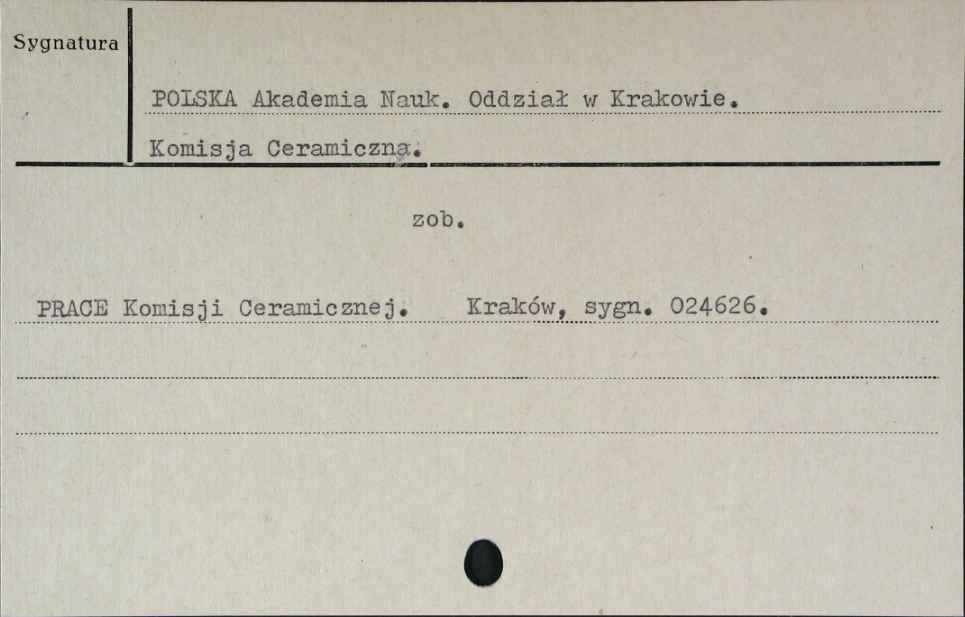 Sygnatura
POLSKA Akademia Nauk. Oddział w Krakowie.
Komisja Ceramiczna.
zob.
PRACE Komisji Ceramicznej. Kraków, sygn. 024626.